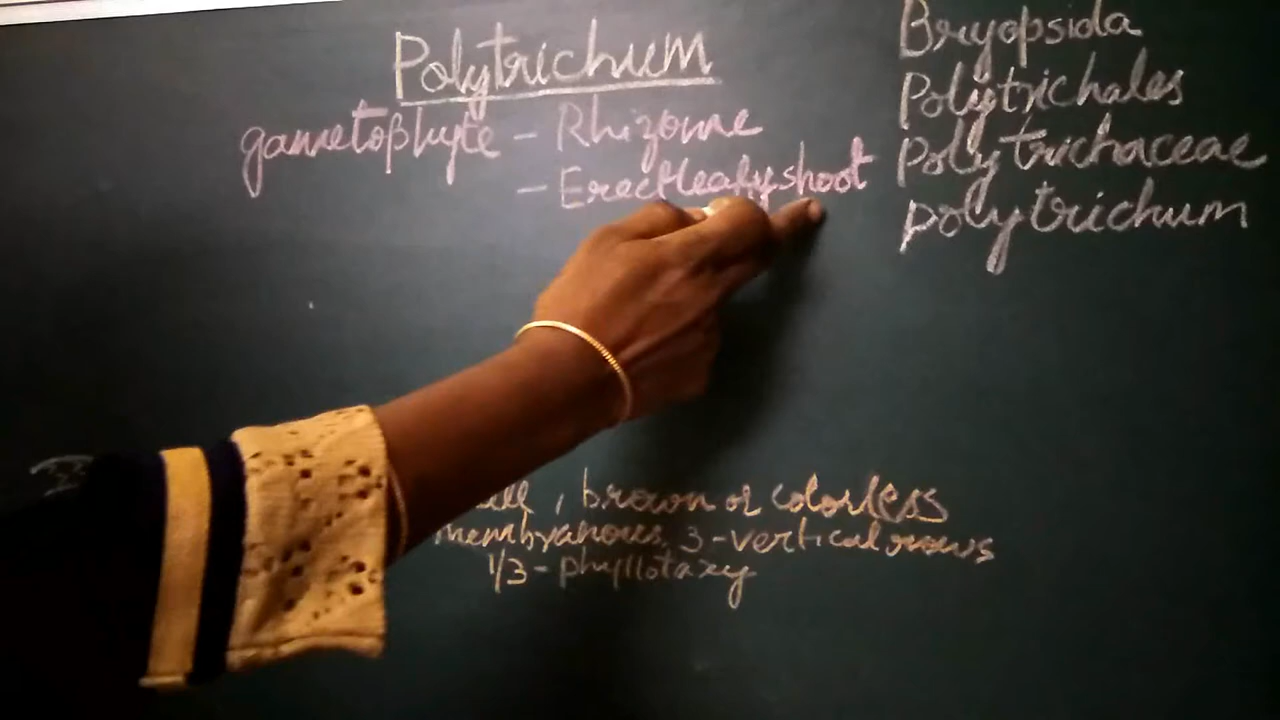 Polytrichum
gametophyte - Rhizome
- Erect leafy shoot
Bryopsida
Polytrichales
Polytrichaceae
Polytrichum
, brown or colorless
membranous, 3-vertical rows
1/3 - phyllotaxy